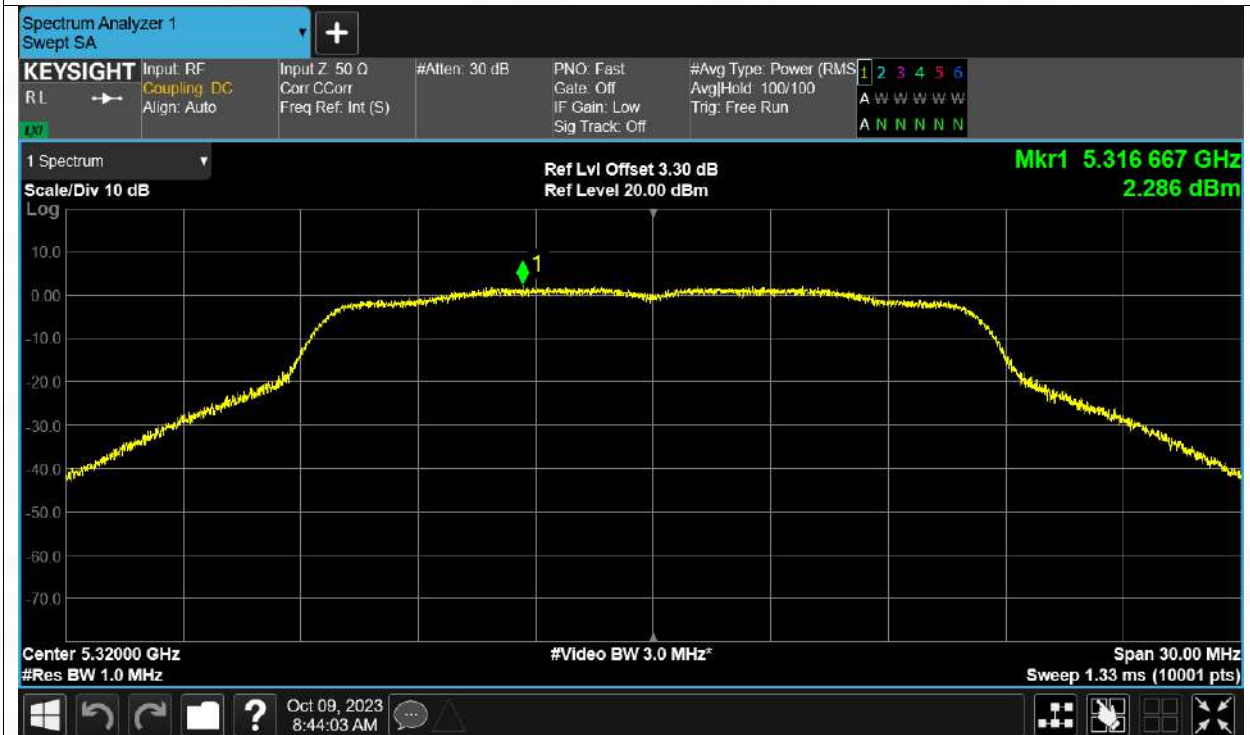 Spectrum Analyzer 1
Swept SA
+
KEYSIGHT
RL
LXI
Input: RF
Coupling: DC
Align: Auto
Input Z: 50 Ω
Corr CCorr
Freq Ref: Int (S)
#Atten: 30 dB
PNO: Fast
Gate: Off
IF Gain: Low
Sig Track: Off
#Avg Type: Power (RMS
Avg|Hold: 100/100
Trig: Free Run
1 2 3 4 5 6
A W W W W W
A N N N N N
1 Spectrum
Scale/Div 10 dB
Log
Ref Lvl Offset 3.30 dB
Ref Level 20.00 dBm
Mkr1 5.316 667 GHz
2.286 dBm
1
10.0
0.00
-10.0
-20.0
-30.0
-40.0
-50.0
-60.0
-70.0
Center 5.32000 GHz
#Res BW 1.0 MHz
#Video BW 3.0 MHz*
Span 30.00 MHz
Sweep 1.33 ms (10001 pts)
?
Oct 09, 2023
8:44:03 AM